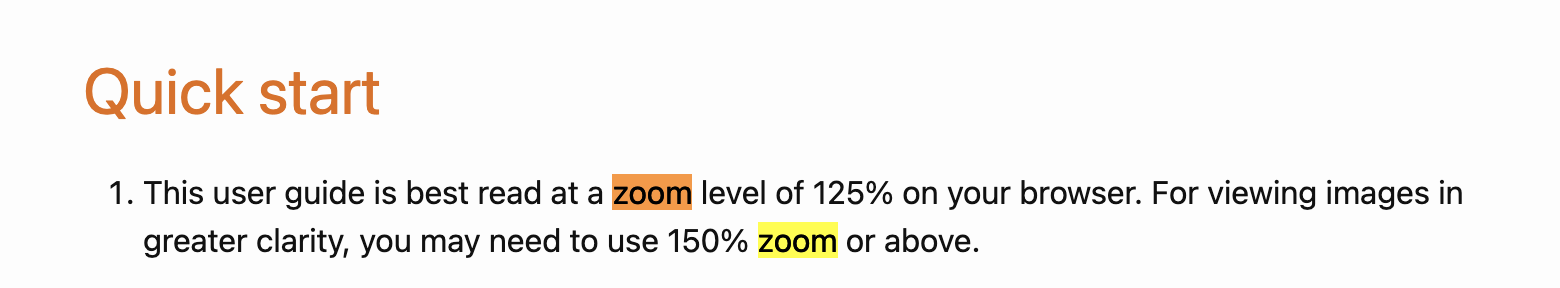 Quick start
1. This user guide is best read at a zoom level of 125% on your browser. For viewing images in
greater clarity, you may need to use 150% zoom or above.